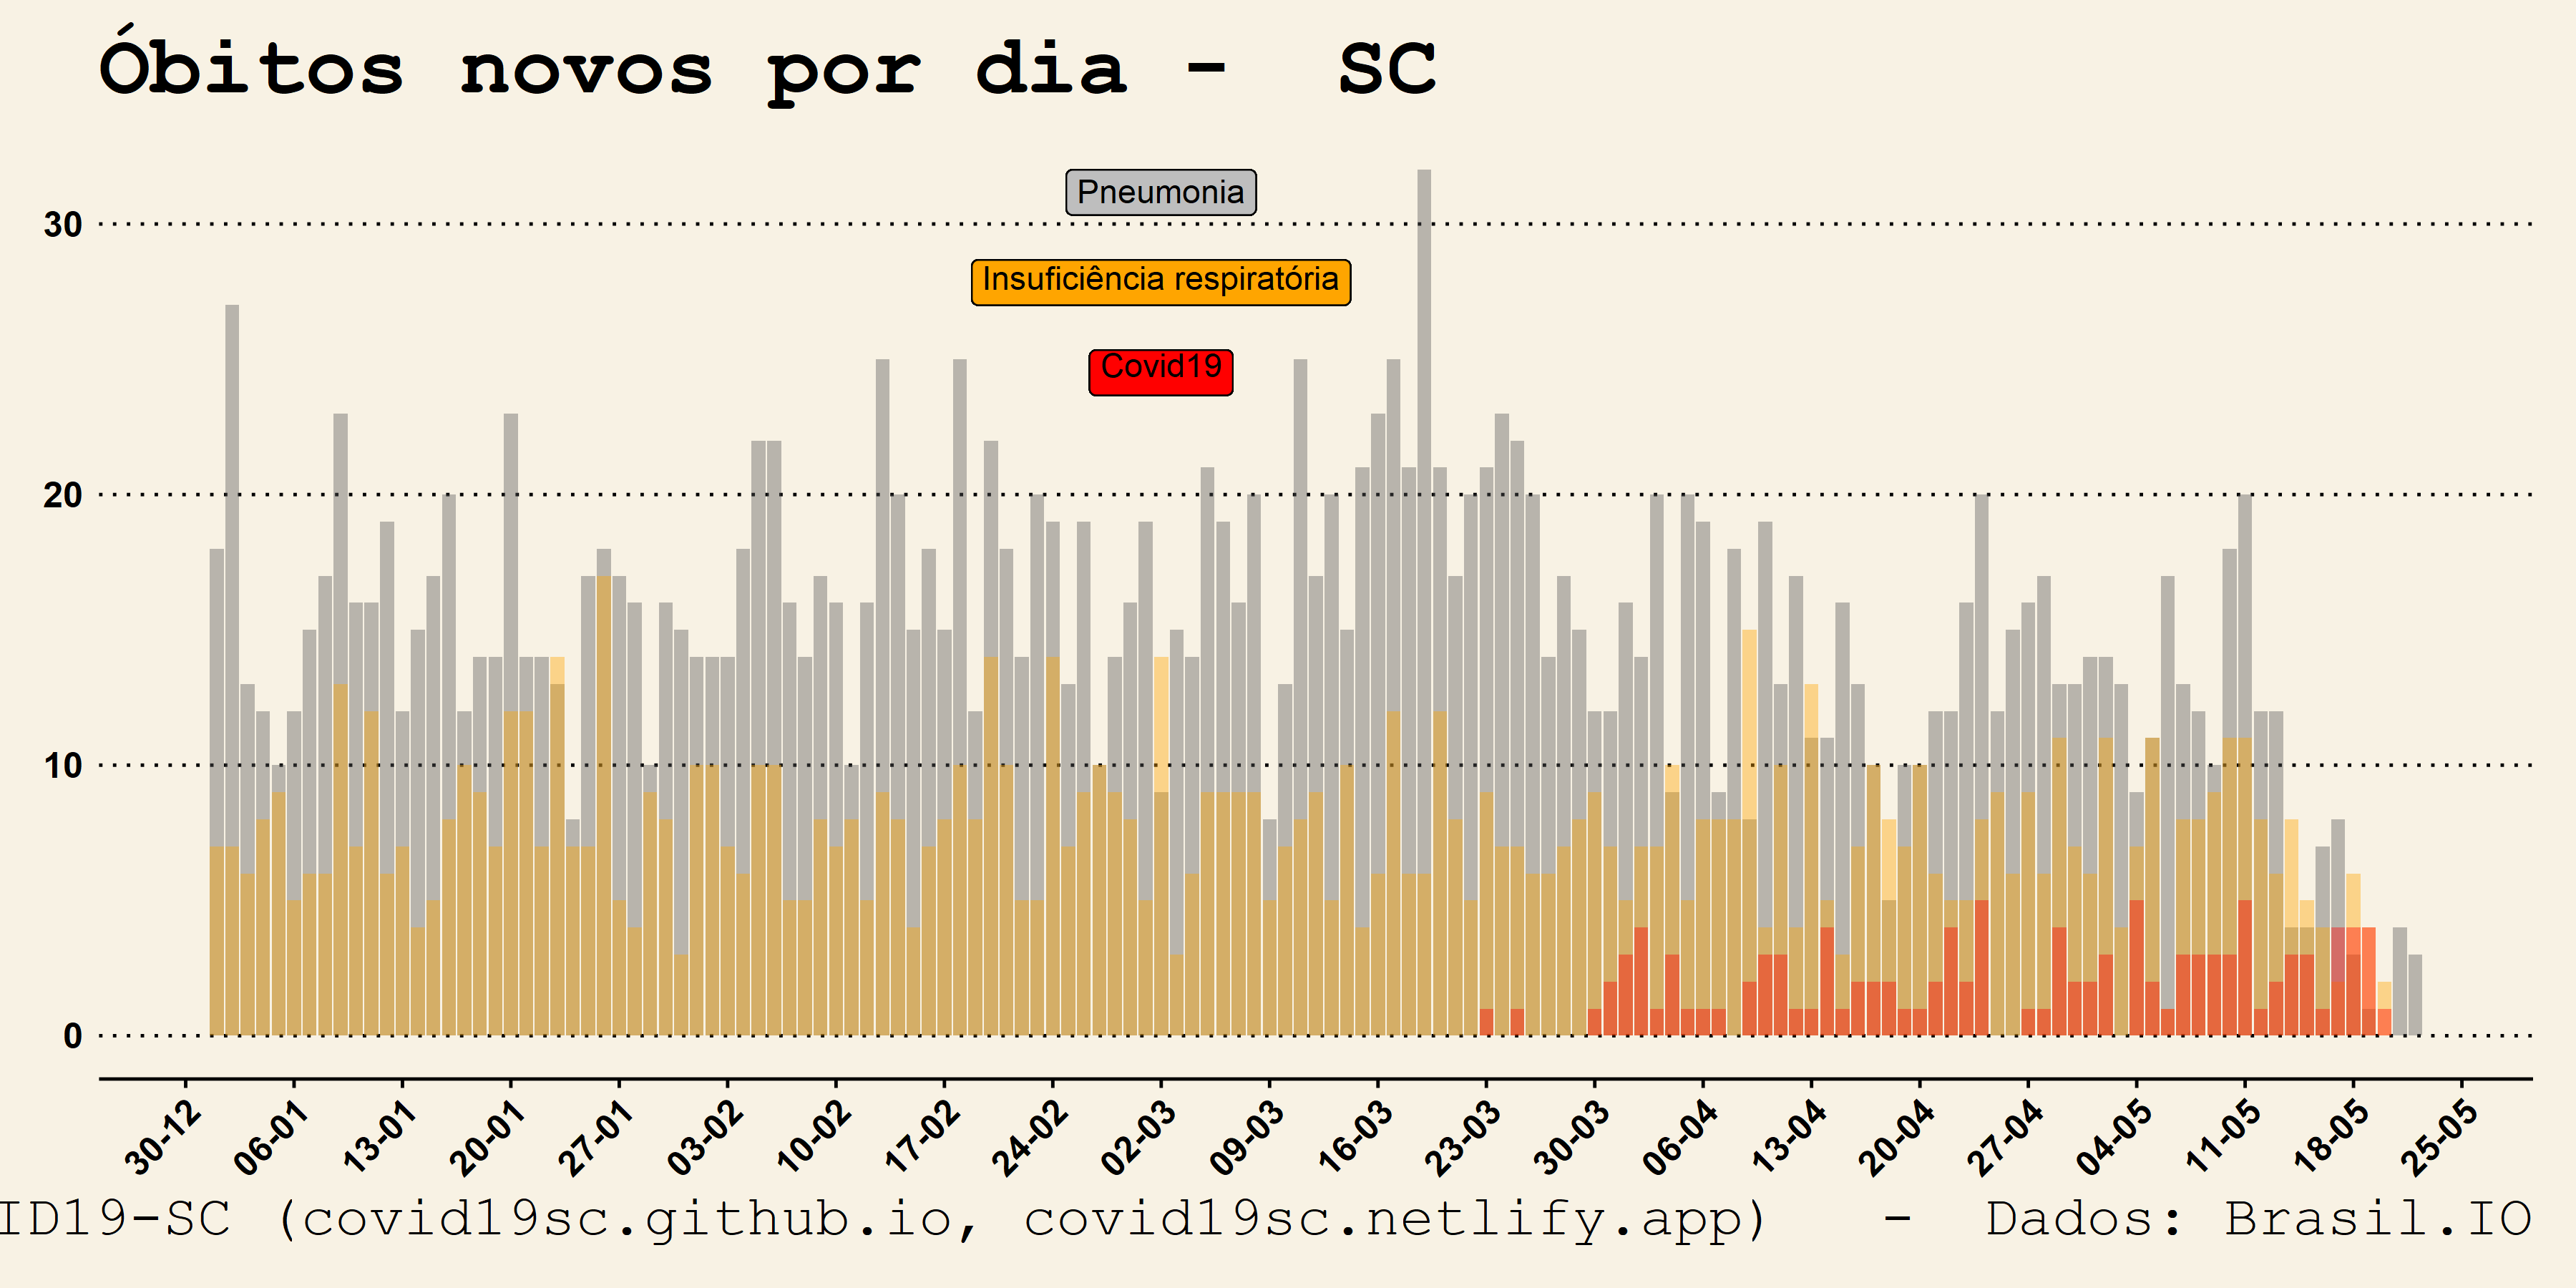 Óbitos novos por dia -  SC
Pneumonia
30
Insuficiência respiratória
Covid19
20
10
0
30-12 06-01 13-01 20-01 27-01 03-02 10-02 17-02 24-02 02-03 09-03 16-03 23-03 30-03 06-04 13-04 20-04 27-04 04-05 11-05 18-05 25-05
ID19-SC (covid19sc.github.io, covid19sc.netlify.app)  -  Dados: Brasil.IO